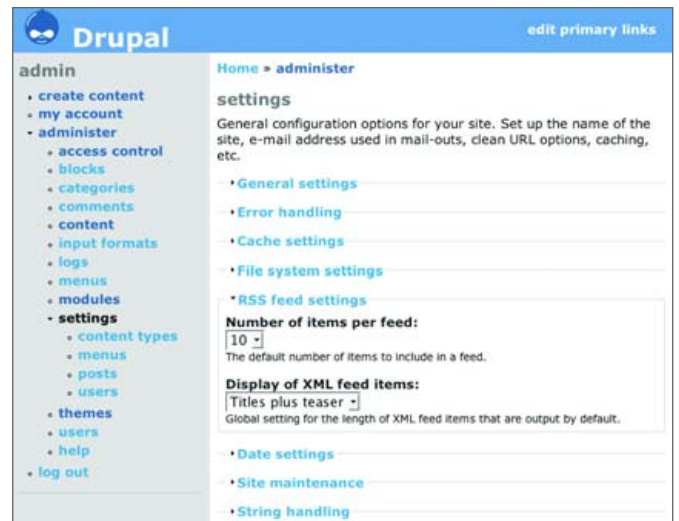 Drupal
edit primary links
admin
create content
my account
administer
access control
blocks
categories
comments
content
input formats
logs
menus
modules
settings
content types
menus
posts
users
themes
users
help
log out
Home » administer
settings
General configuration options for your site. Set up the name of the
site, e-mail address used in mail-outs, clean URL options, caching,
etc.
General settings
Error handling
Cache settings
File system settings
RSS feed settings
Number of items per feed:
10
The default number of items to include in a feed.
Display of XML feed items:
Titles plus teaser
Global setting for the length of XML feed items that are output by default.
Date settings
Site maintenance
String handling